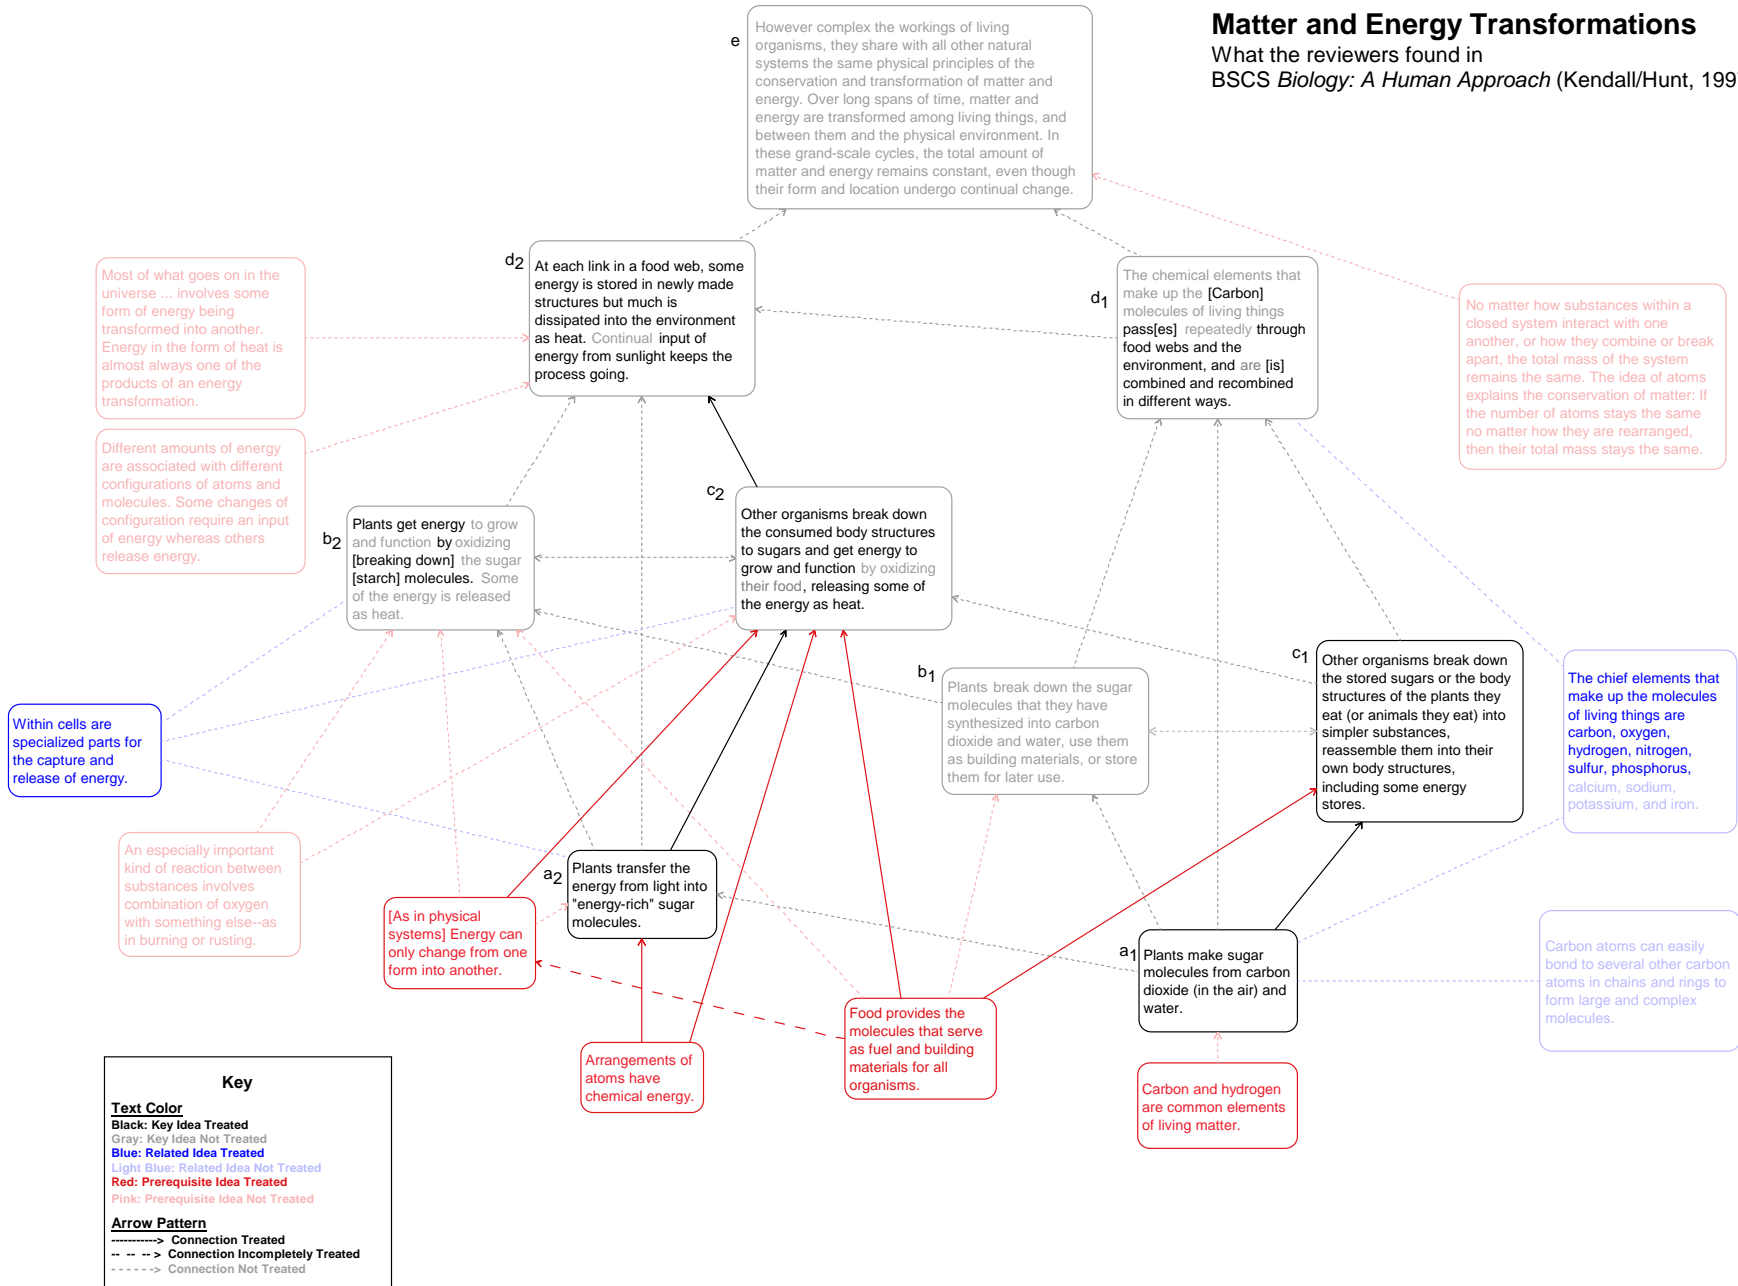 Matter and Energy Transformations
What the reviewers found in
BSCS Biology: A Human Approach (Kendall/Hunt, 199
e
However complex the workings of living
organisms, they share with all other natural
systems the same physical principles of the
conservation and transformation of matter and
energy. Over long spans of time, matter and
energy are transformed among living things, and
between them and the physical environment. In
these grand-scale cycles, the total amount of
matter and energy remains constant, even though
their form and location undergo continual change.
Most of what goes on in the
universe ... involves some
form of energy being
transformed into another.
Energy in the form of heat is
almost always one of the
products of an energy
transformation.
d2
At each link in a food web, some
energy is stored in newly made
structures but much is
dissipated into the environment
as heat. Continual input of
energy from sunlight keeps the
process going.
d1
The chemical elements that
make up the [Carbon]
molecules of living things
pass[es] repeatedly through
food webs and the
environment, and are [is]
combined and recombined
in different ways.
No matter how substances within a
closed system interact with one
another, or how they combine or break
apart, the total mass of the system
remains the same. The idea of atoms
explains the conservation of matter: If
the number of atoms stays the same
no matter how they are rearranged,
then their total mass stays the same.
Different amounts of energy
are associated with different
configurations of atoms and
molecules. Some changes of
configuration require an input
of energy whereas others
release energy.
b2
Plants get energy to grow
and function by oxidizing
[breaking down] the sugar
[starch] molecules. Some
of the energy is released
as heat.
c2
Other organisms break down
the consumed body structures
to sugars and get energy to
grow and function by oxidizing
their food, releasing some of
the energy as heat.
b1
Plants break down the sugar
molecules that they have
synthesized into carbon
dioxide and water, use them
as building materials, or store
them for later use.
c1
Other organisms break down
the stored sugars or the body
structures of the plants they
eat (or animals they eat) into
simpler substances,
reassemble them into their
own body structures,
including some energy
stores.
The chief elements that
make up the molecules
of living things are
carbon, oxygen,
hydrogen, nitrogen,
sulfur, phosphorus,
calcium, sodium,
potassium, and iron.
Within cells are
specialized parts for
the capture and
release of energy.
An especially important
kind of reaction between
substances involves
combination of oxygen
with something else--as
in burning or rusting.
a2
Plants transfer the
energy from light into
"energy-rich" sugar
molecules.
[As in physical
systems] Energy can
only change from one
form into another.
a1
Plants make sugar
molecules from carbon
dioxide (in the air) and
water.
Carbon atoms can easily
bond to several other carbon
atoms in chains and rings to
form large and complex
molecules.
Food provides the
molecules that serve
as fuel and building
materials for all
organisms.
Arrangements of
atoms have
chemical energy.
Carbon and hydrogen
are common elements
of living matter.
Key
Text Color
Black: Key Idea Treated
Gray: Key Idea Not Treated
Blue: Related Idea Treated
Light Blue: Related Idea Not Treated
Red: Prerequisite Idea Treated
Pink: Prerequisite Idea Not Treated
Arrow Pattern
-----------> Connection Treated
-- -- -- > Connection Incompletely Treated
- - - - - -> Connection Not Treated